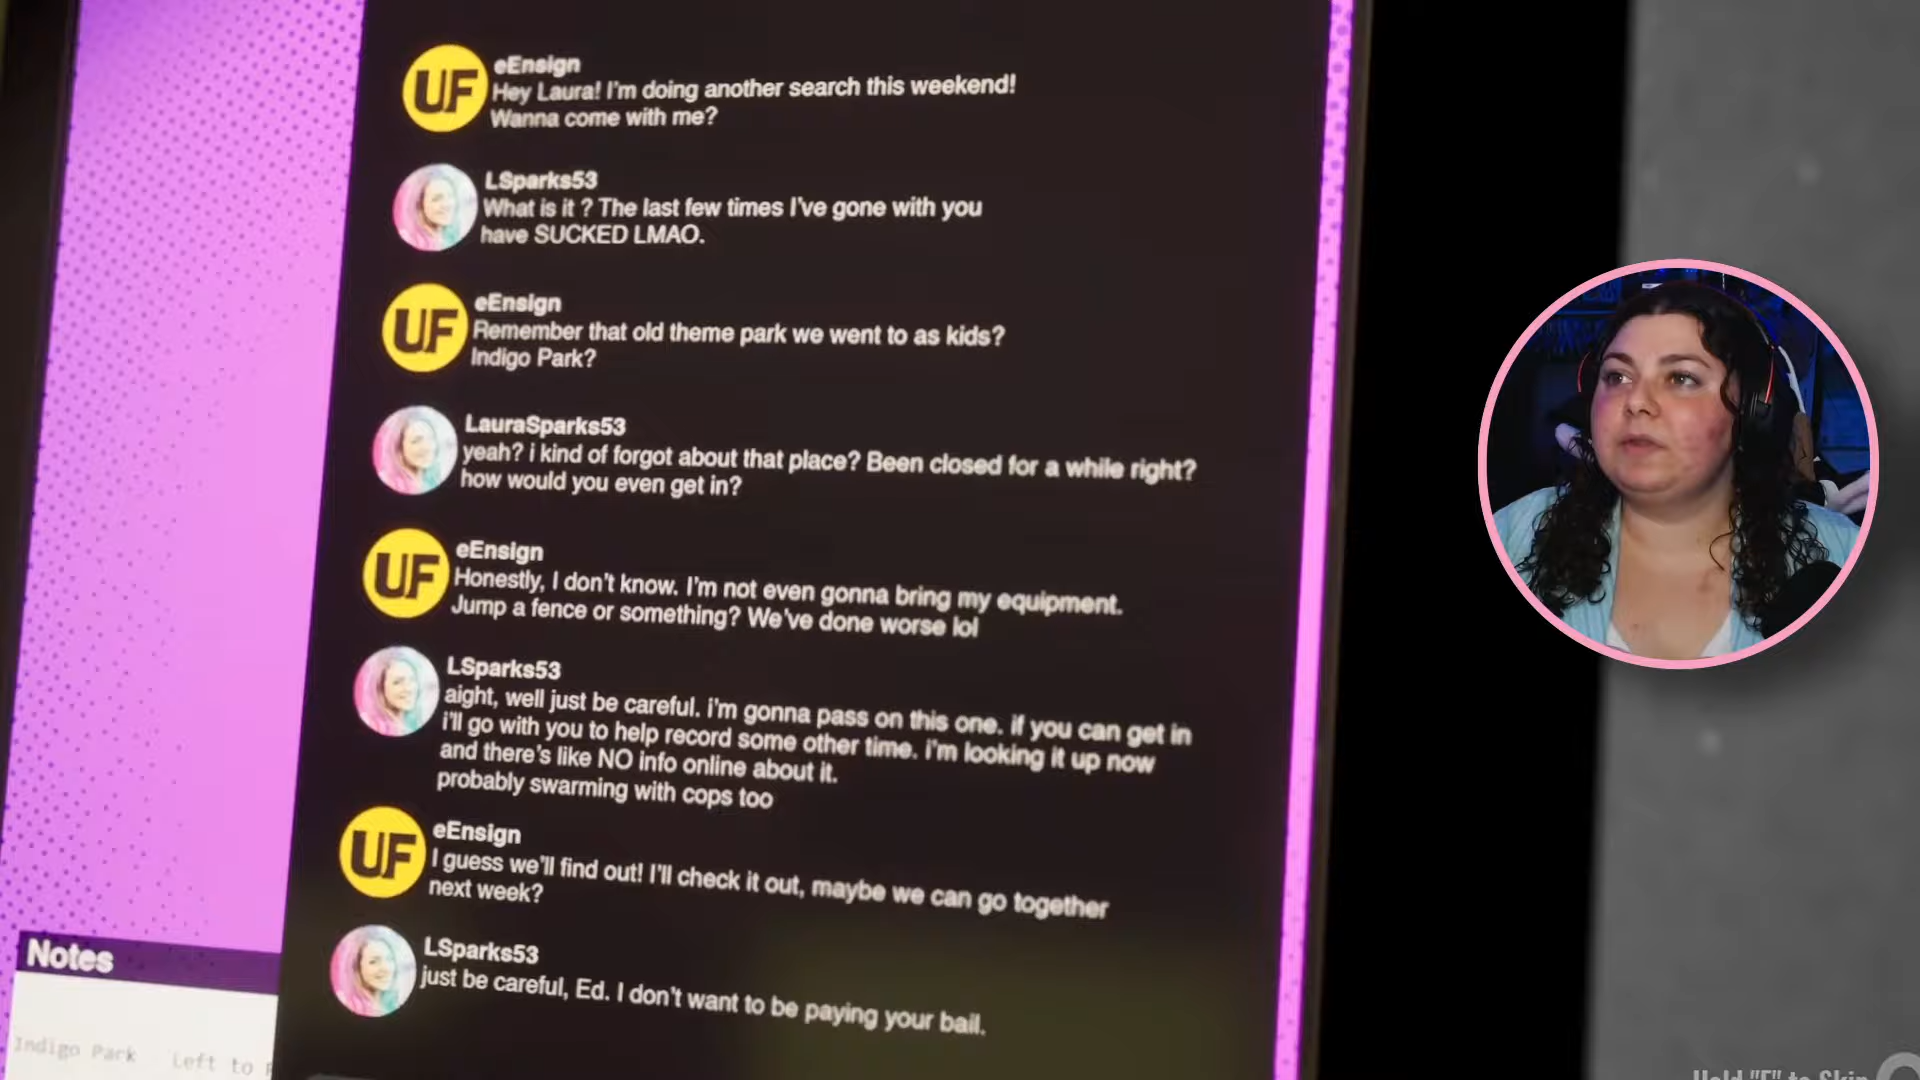 UF
eEnsign
Hey Laura! I'm doing another search this weekend!
Wanna come with me?
LSparks53
What is it ? The last few times I've gone with you
have SUCKED LMAO.
UF
eEnsign
Remember that old theme park we went to as kids?
Indigo Park?
LauraSparks53
yeah? i kind of forgot about that place? Been closed for a while right?
how would you even get in?
UF
eEnsign
Honestly, I don't know. I'm not even gonna bring my equipment.
Jump a fence or something? We've done worse lol
LSparks53
aight, well just be careful. i'm gonna pass on this one. if you can get in
i'll go with you to help record some other time. i'm looking it up now
and there's like NO info online about it.
probably swarming with cops too
UF
eEnsign
I guess we'll find out! I'll check it out, maybe we can go together
next week?
LSparks53
just be careful, Ed. I don't want to be paying your bail.
Notes
Indigo Park Left to
Hold "F" to Skip